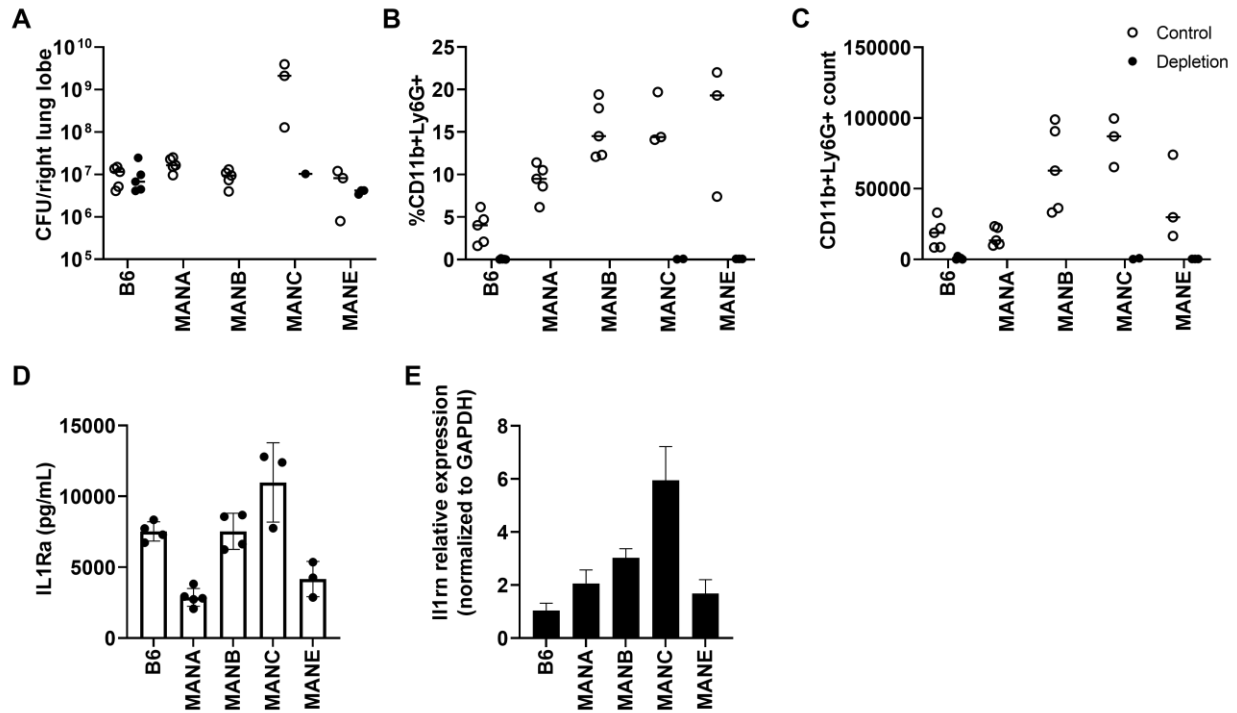 A
CFU/right lung lobe
10^10
10^9
10^8
10^7
10^6
10^5
B6
MANA
MANB
MANC
MANE
B
%CD11b+Ly6G+
25
20
15
10
5
0
B6
MANA
MANB
MANC
MANE
C
CD11b+Ly6G+ count
150000
100000
50000
0
B6
MANA
MANB
MANC
MANE
Control
Depletion
D
IL1Ra (pg/mL)
15000
10000
5000
0
B6
MANA
MANB
MANC
MANE
E
Il1rn relative expression
(normalized to GAPDH)
8
6
4
2
0
B6
MANA
MANB
MANC
MANE